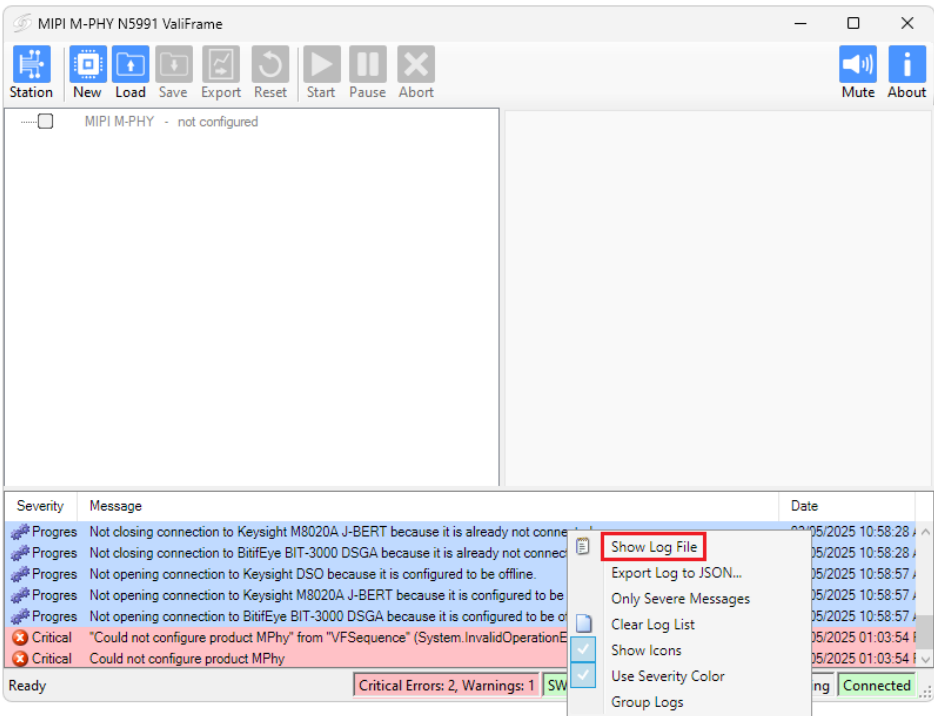 MIPI M-PHY N5991 ValiFrame
Station New Load Save Export Reset Start Pause Abort Mute About
MIPI M-PHY - not configured
Severity Message Date
Progres Not closing connection to Keysight M8020A J-BERT because it is already not 05/2025 10:58:28
Progres Not closing connection to BitifEye BIT-3000 DSGA because it is already not 05/2025 10:58:28
Progres Not opening connection to Keysight DSO because it is configured to be offline. 05/2025 10:58:57
Progres Not opening connection to Keysight M8020A J-BERT because it is configured to be 05/2025 10:58:57
Progres Not opening connection to BitifEye BIT-3000 DSGA because it is configured to be 05/2025 10:58:57
Critical "Could not configure product MPhy" from "VFSequence" (System.InvalidOperationE 05/2025 01:03:54
Critical Could not configure product MPhy 05/2025 01:03:54
Show Log File
Export Log to JSON...
Only Severe Messages
Clear Log List
Show Icons
Use Severity Color
Group Logs
Ready Critical Errors: 2, Warnings: 1 SW ng Connected